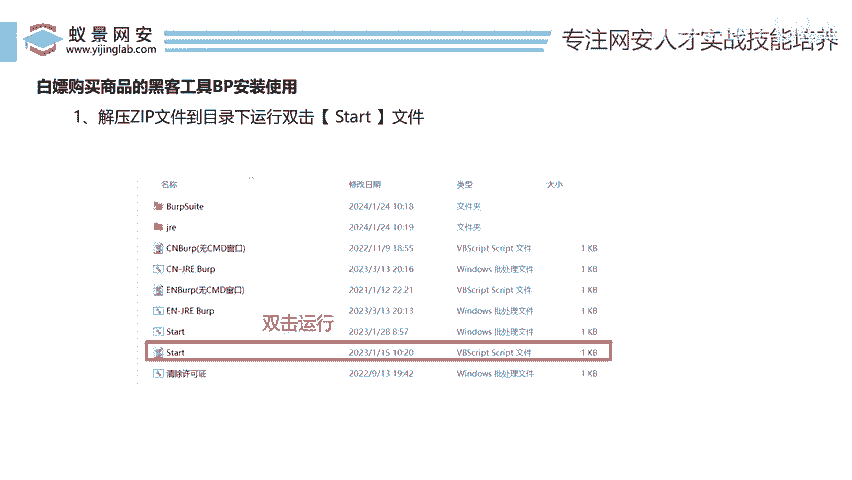 蚁景网安
www.yijinglab.com
专注网安人才实战技能培养
白嫖购买商品的黑客工具BP安装使用
1、解压ZIP文件到目录下运行双击【 Start 】文件
名称 修改日期 类型 大小
BurpSuite 2024/1/24 10:18 文件夹
jre 2024/1/24 10:19 文件夹
CNBurp(无CMD窗口) 2022/11/9 18:55 VBScript Script 文件 1 KB
CN-JRE Burp 2023/3/13 20:16 Windows 批处理文件 1 KB
ENBurp(无CMD窗口) 2021/1/12 22:21 VBScript Script 文件 1 KB
EN-JRE Burp 2023/3/13 20:13 Windows 批处理文件 1 KB
双击运行
Start 2023/1/28 8:57 Windows 批处理文件 1 KB
Start 2023/1/15 10:20 VBScript Script 文件 1 KB
清除许可证 2022/9/13 19:42 Windows 批处理文件 1 KB